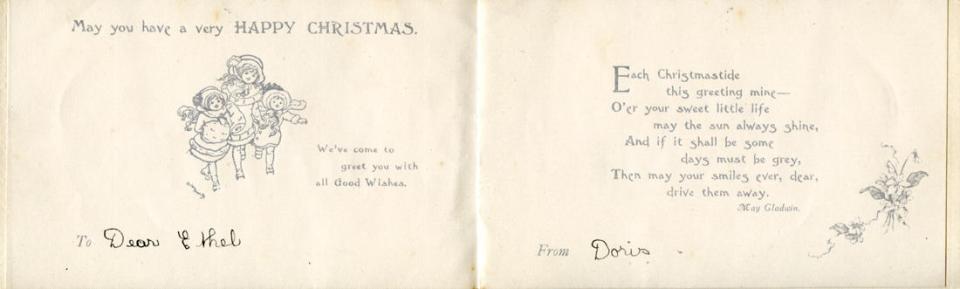 May you have a very HAPPY CHRISTMAS.
We've come to
greet you with
all Good Wishes.
To Dear Ethel
Each Christmastide
this greeting mine—
O'er your sweet little life
may the sun always shine,
And if it shall be some
days must be grey,
Then may your smiles ever, dear,
drive them away.
May Gladwin.
From Doris